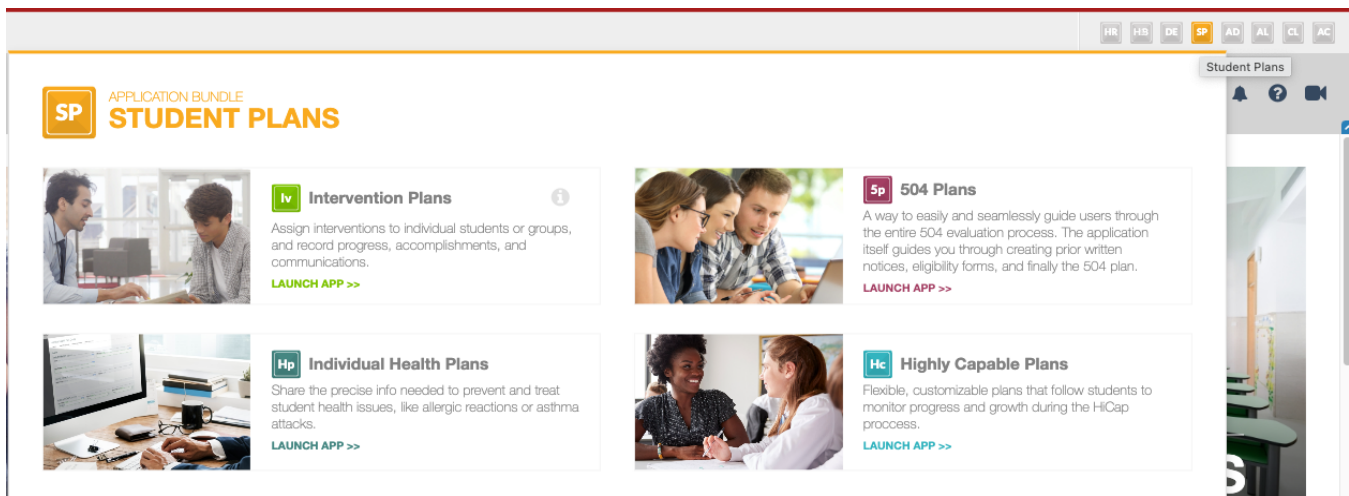 HR HB DE SP AD AL CL AC
Student Plans
SP
APPLICATION BUNDLE
STUDENT PLANS
Iv Intervention Plans
Assign interventions to individual students or groups,
and record progress, accomplishments, and
communications.
LAUNCH APP >>
5p 504 Plans
A way to easily and seamlessly guide users through
the entire 504 evaluation process. The application
itself guides you through creating prior written
notices, eligibility forms, and finally the 504 plan.
LAUNCH APP >>
Hp Individual Health Plans
Share the precise info needed to prevent and treat
student health issues, like allergic reactions or asthma
attacks.
LAUNCH APP >>
Hc Highly Capable Plans
Flexible, customizable plans that follow students to
monitor progress and growth during the HiCap
proccess.
LAUNCH APP >>
S